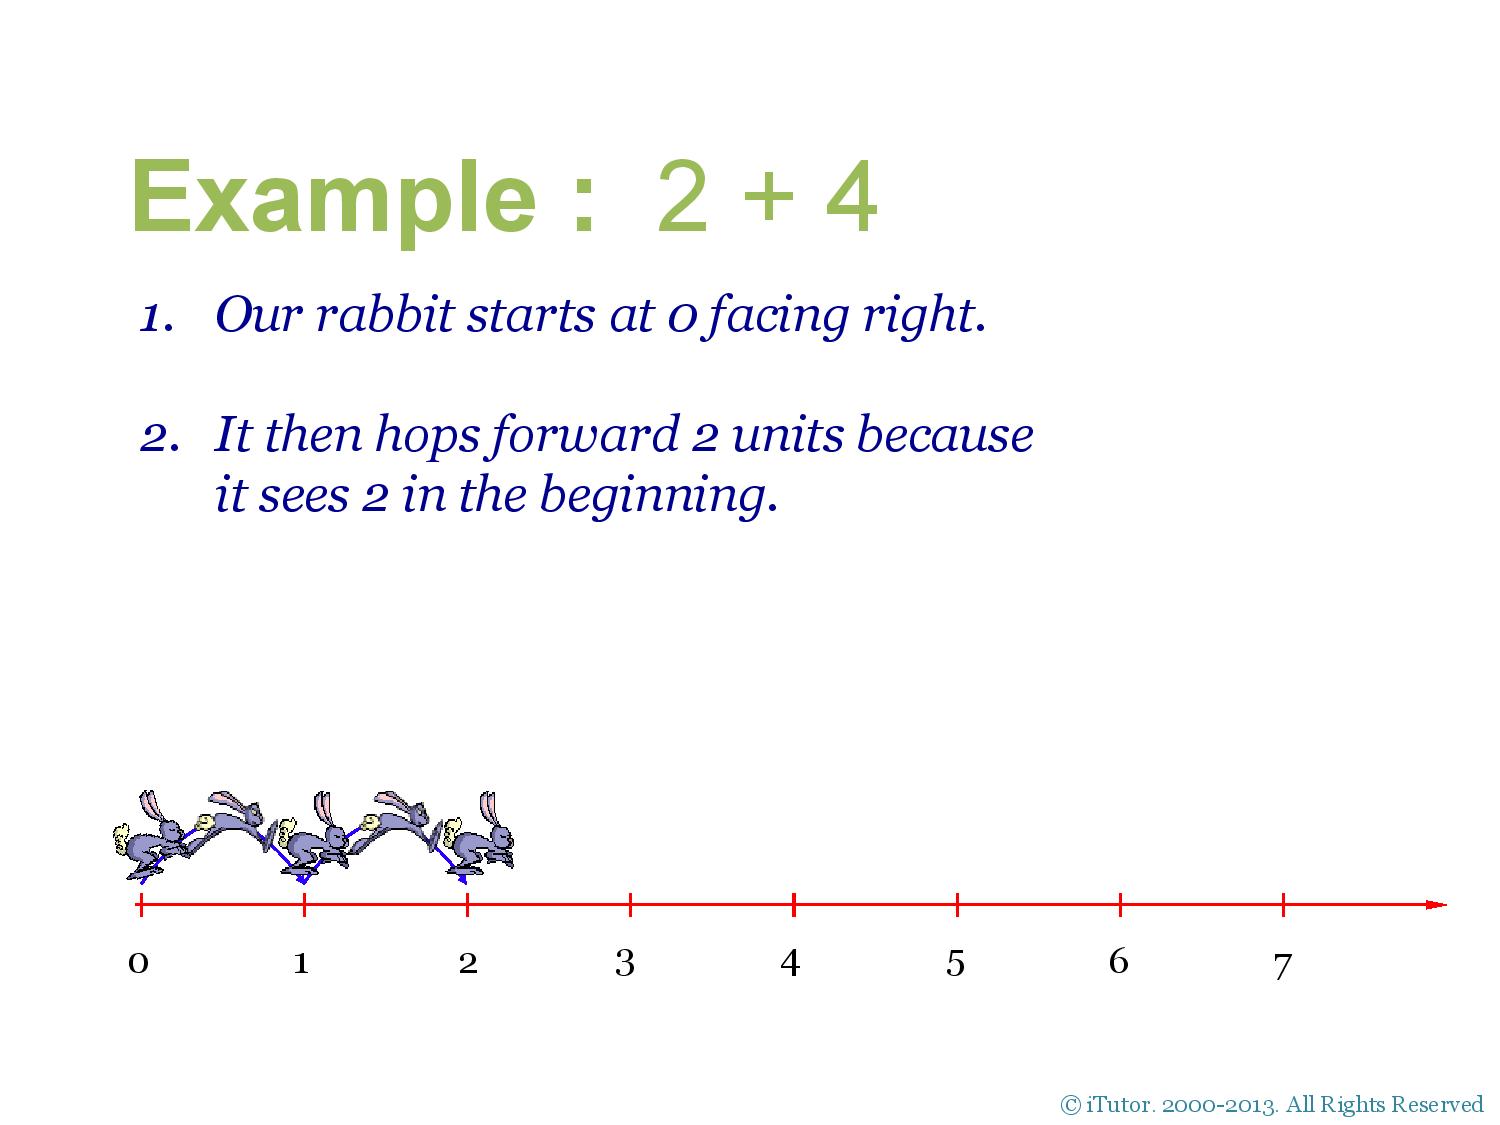 Example : 2 + 4
1. Our rabbit starts at 0 facing right.
2. It then hops forward 2 units because
it sees 2 in the beginning.
0 1 2 3 4 5 6 7
© iTutor. 2000-2013. All Rights Reserved